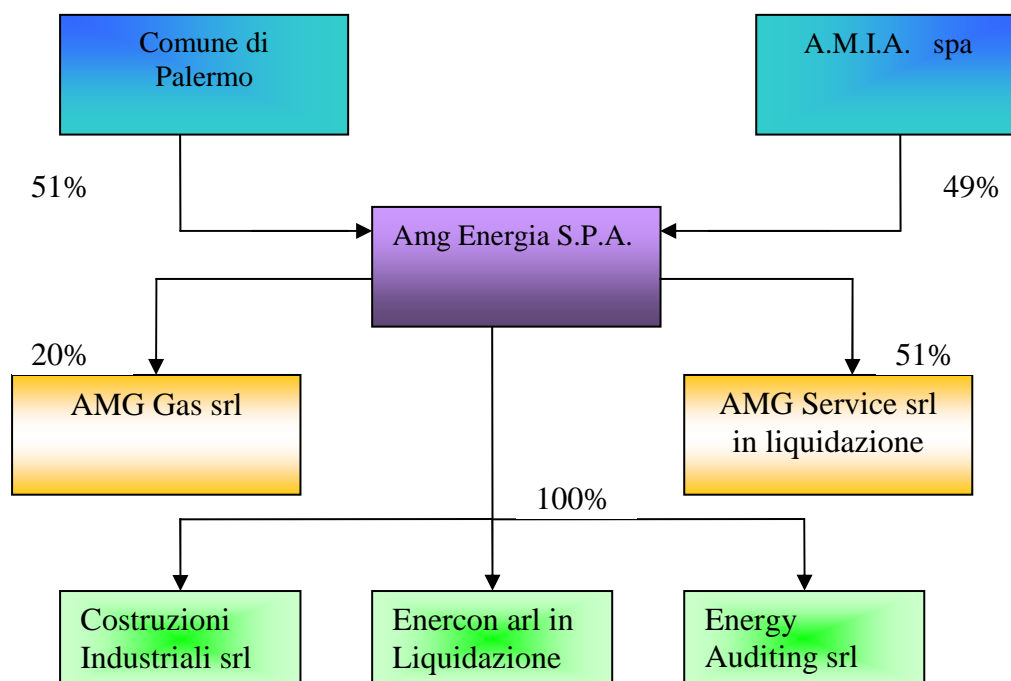 Comune di
Palermo
A.M.I.A. spa
51%
49%
Amg Energia S.P.A.
20%
51%
AMG Gas srl
AMG Service srl
in liquidazione
100%
Costruzioni
Industriali srl
Enercon arl in
Liquidazione
Energy
Auditing srl